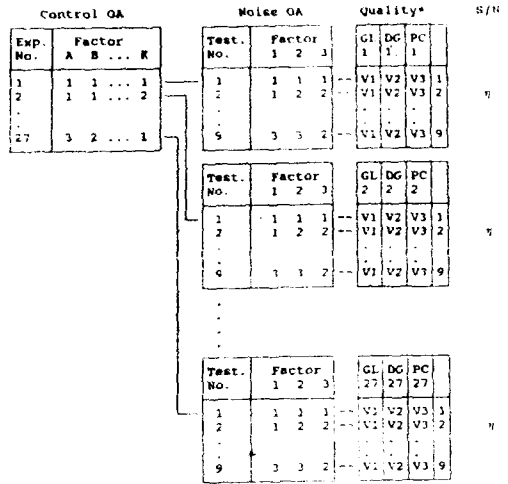 Control OA Noise OA Quality* S/N
Exp. No. Factor A B ... K
1 1 1 ... 1
2 1 1 ... 2
.
.
27 3 2 ... 1
Test. No. Factor 1 2 3 GL 1 DG 1 PC 1
1 1 1 1 -- V1 V2 V3 1
2 1 2 2 -- V1 V2 V3 2 η
. . . .
9 3 3 2 -- V1 V2 V3 9
Test. No. Factor 1 2 3 GL 2 DG 2 PC 2
1 1 1 1 -- V1 V2 V3 1
2 1 2 2 -- V1 V2 V3 2 η
. . . .
9 3 3 2 -- V1 V2 V3 9
.
.
.
.
Test. No. Factor 1 2 3 GL 27 DG 27 PC 27
1 1 1 1 -- V1 V2 V3 1
2 1 2 2 -- V1 V2 V3 2 η
. . . .
9 3 3 2 -- V1 V2 V3 9